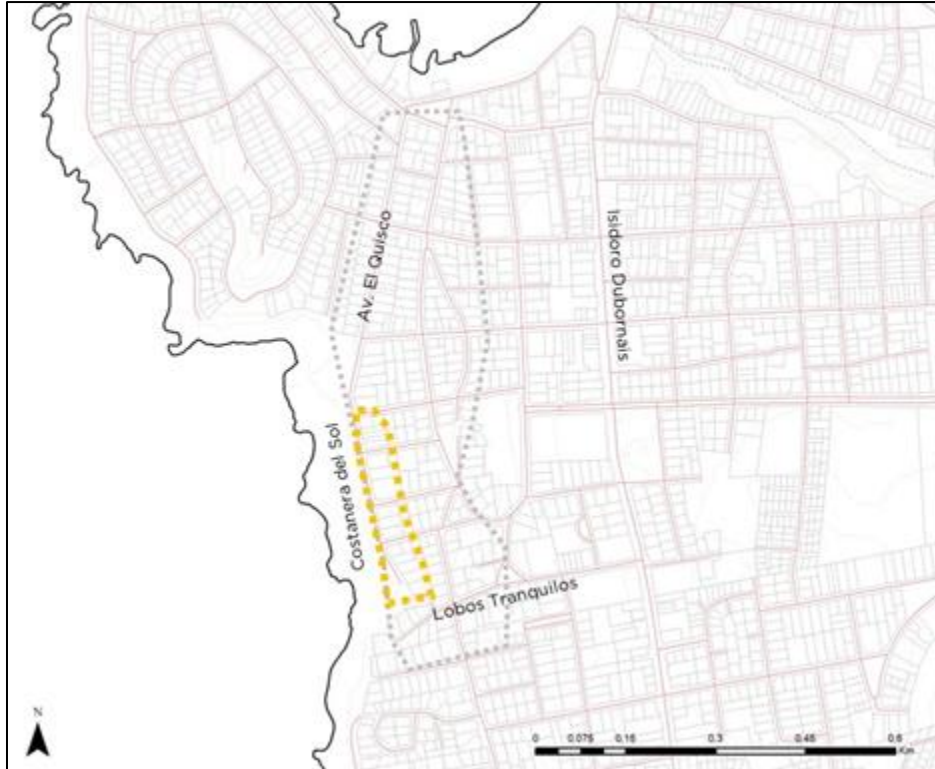 Av. El Quisco
Isidoro Dubornais
Costanera del Sol
Lobos Tranquilos
N
0 0.075 0.15 0.3 0.45 0.6
Km